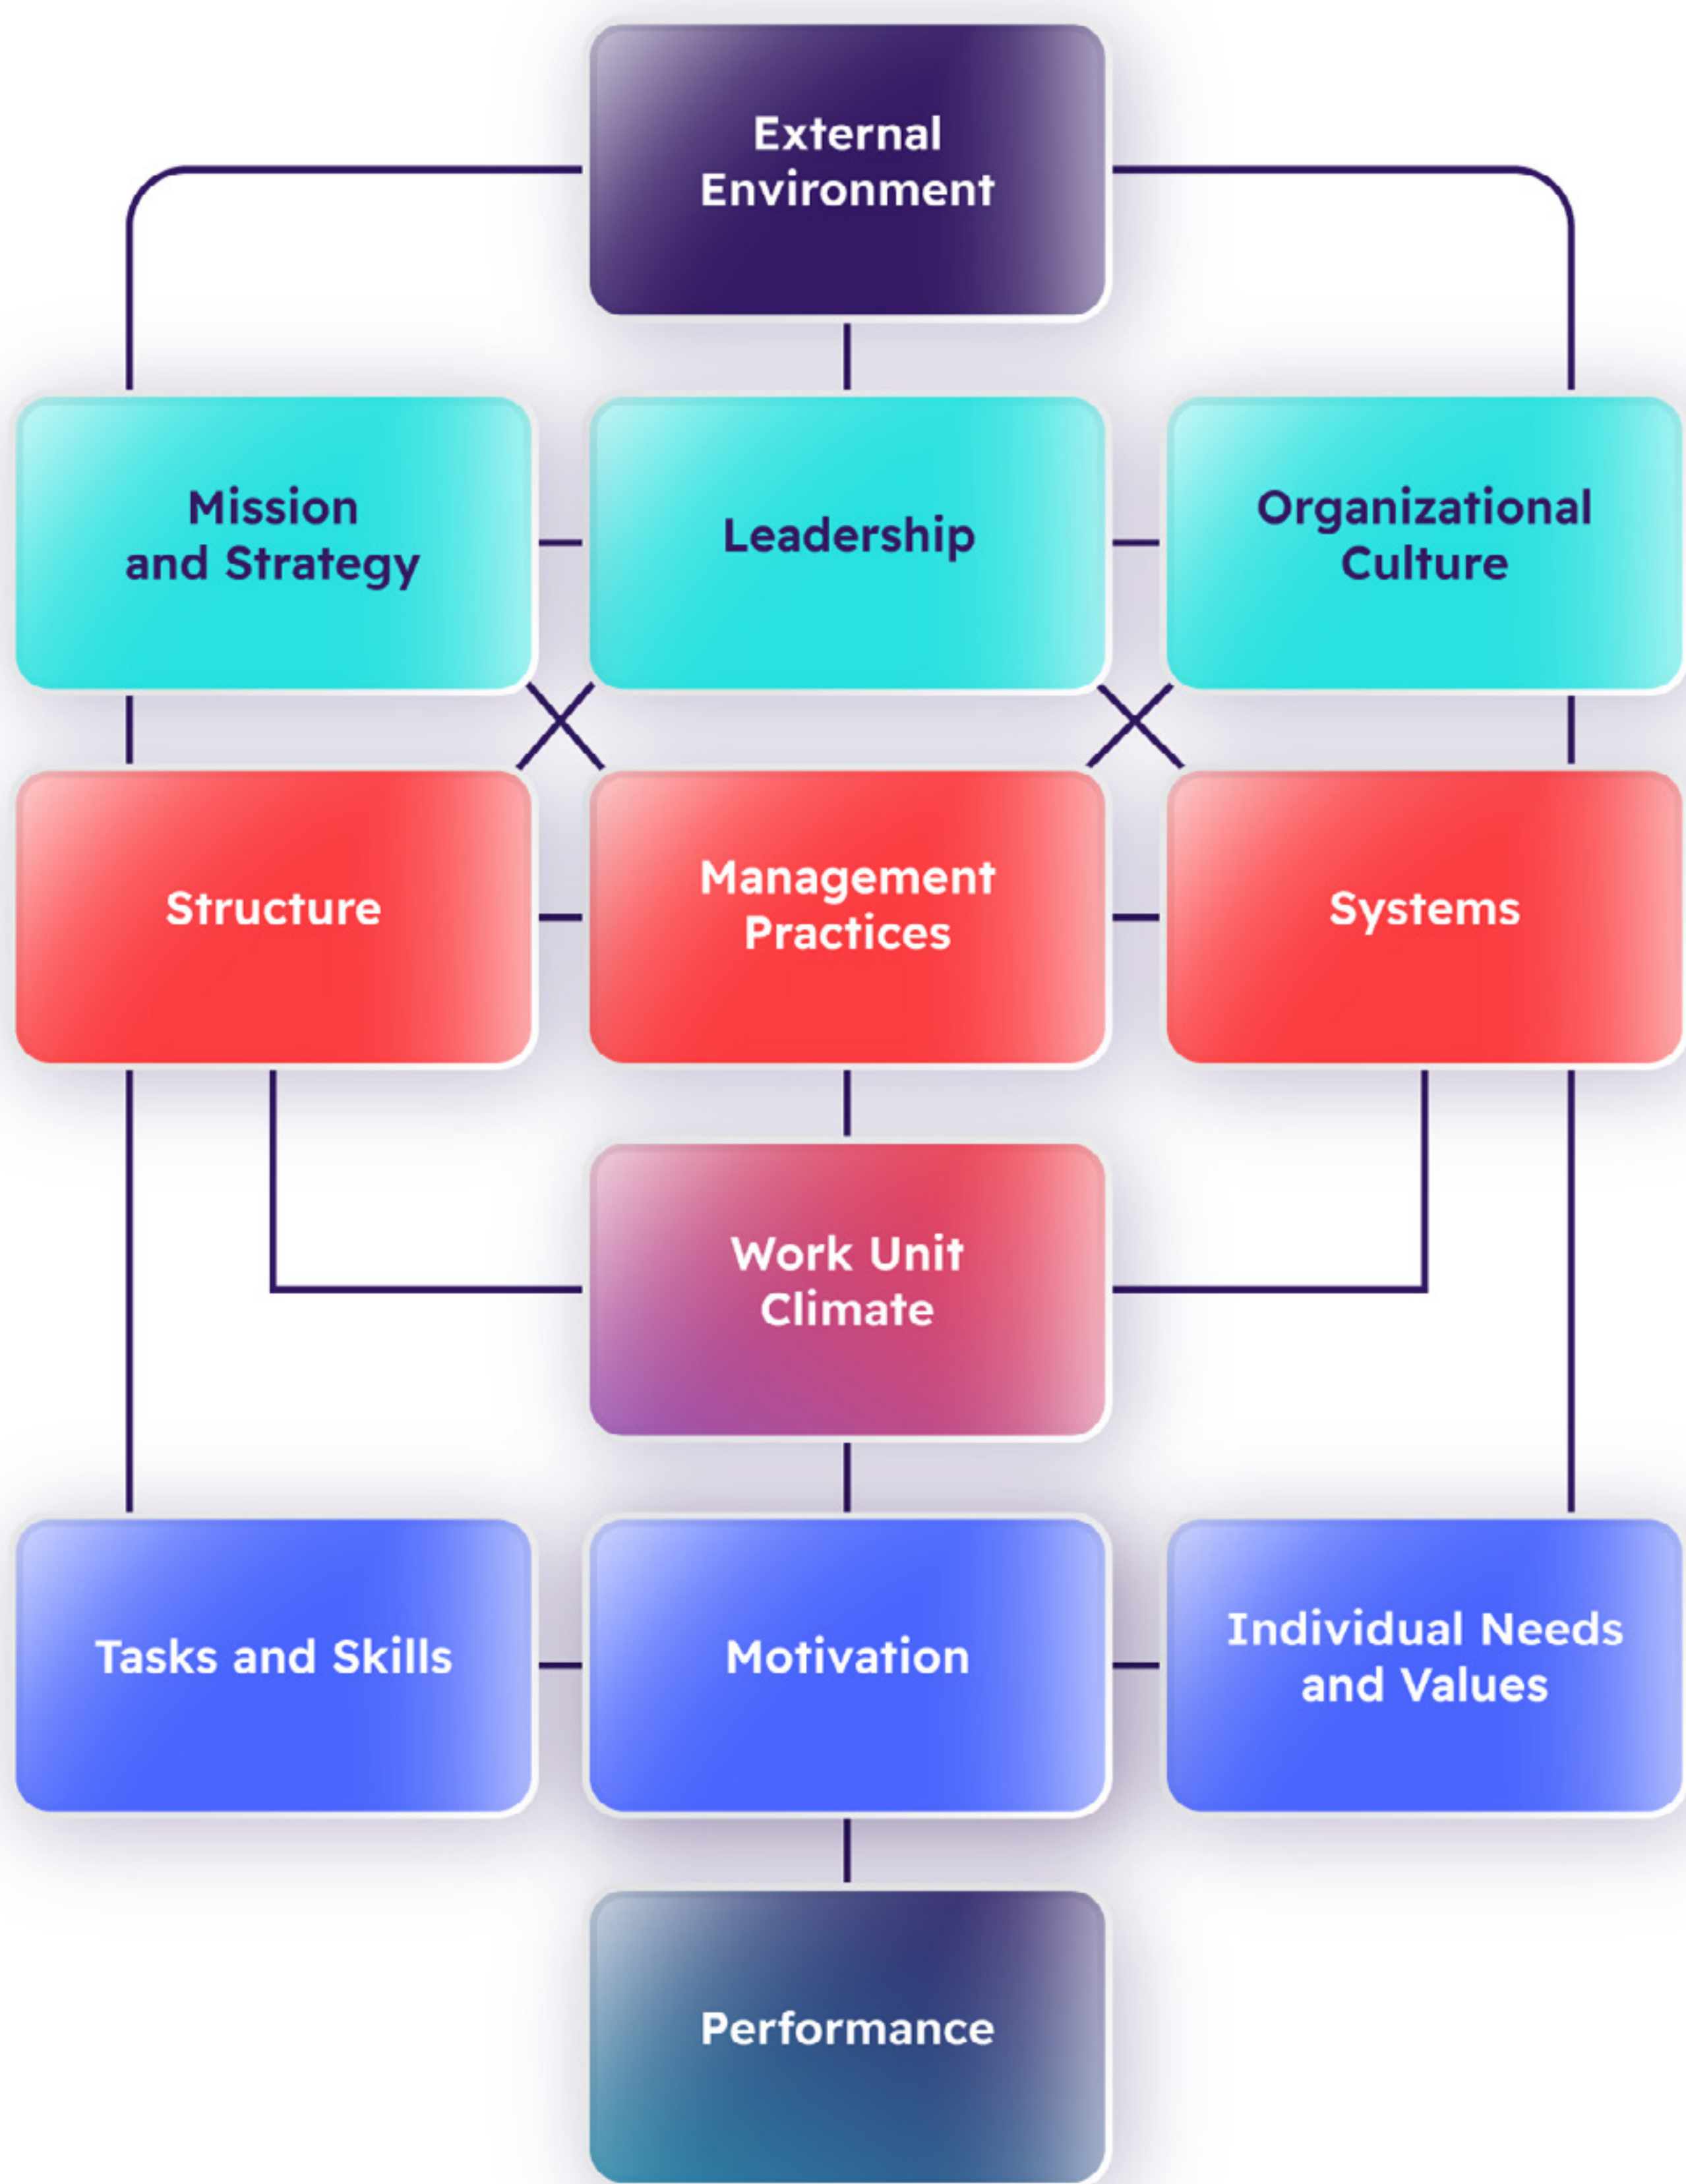 External
Environment
Mission
and Strategy
Leadership
Organizational
Culture
Structure
Management
Practices
Systems
Work Unit
Climate
Tasks and Skills
Motivation
Individual Needs
and Values
Performance